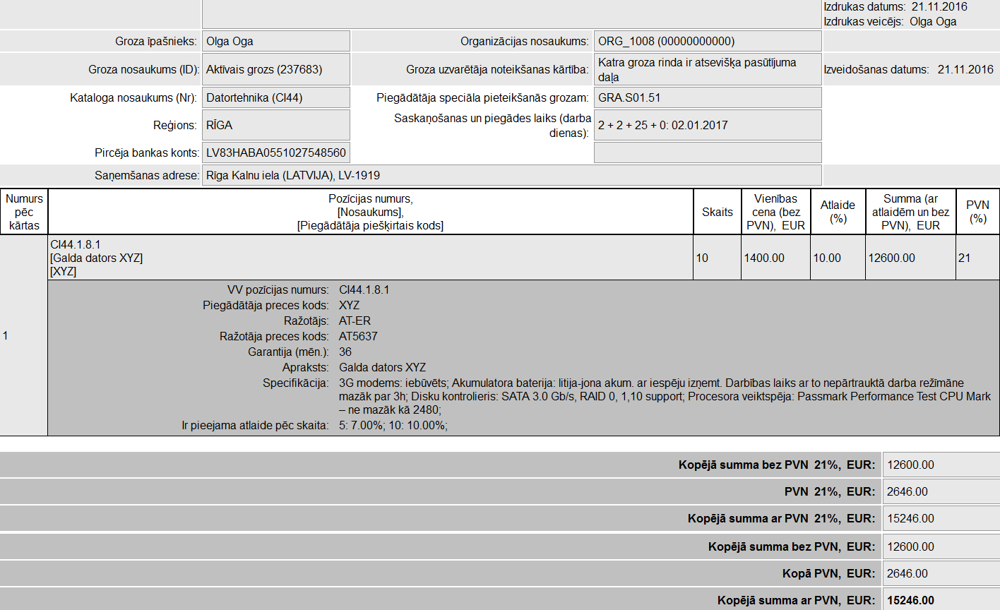 Izdrukas datums: 21.11.2016
Izdrukas veicējs: Olga Oga
Groza īpašnieks: Olga Oga Organizācijas nosaukums: ORG_1008 (00000000000)
Groza nosaukums (ID): Aktīvais grozs (237683) Groza uzvarētāja noteikšanas kārtība: Katra groza rinda ir atsevišķa pasūtījuma
daļa
Izveidošanas datums: 21.11.2016
Kataloga nosaukums (Nr): Datortehnika (CI44) Piegādātāja speciāla pieteikšanās grozam: GRA.S01.51
Reģions: RĪGA
Saskaņošanas un piegādes laiks (darba
dienas): 2 + 2 + 25 + 0: 02.01.2017
Pircēja bankas konts: LV83HABA0551027548560
Saņemšanas adrese: Rīga Kalnu iela (LATVIJA), LV-1919
Numurs
pēc
kārtas
Pozīcijas numurs,
[Nosaukums],
[Piegādātāja piešķirtais kods]
Skaits
Vienības
cena (bez
PVN), EUR
Atlaide
(%)
Summa (ar
atlaidēm un bez
PVN), EUR
PVN
(%)
1
CI44.1.8.1
[Galda dators XYZ]
[XYZ]
10 1400.00 10.00 12600.00 21
VV pozīcijas numurs: CI44.1.8.1
Piegādātāja preces kods: XYZ
Ražotājs: AT-ER
Ražotāja preces kods: AT5637
Garantija (mēn.): 36
Apraksts: Galda dators XYZ
Specifikācija: 3G modems: iebūvēts; Akumulatora baterija: litija-jona akum. ar iespēju izņemt. Darbības laiks ar to nepārtrauktā darba režīmāne
mazāk par 3h; Disku kontrolieris: SATA 3.0 Gb/s, RAID 0, 1,10 support; Procesora veiktspēja: Passmark Performance Test CPU Mark
– ne mazāk kā 2480;
Ir pieejama atlaide pēc skaita: 5: 7.00%; 10: 10.00%;
Kopējā summa bez PVN 21%, EUR: 12600.00
PVN 21%, EUR: 2646.00
Kopējā summa ar PVN 21%, EUR: 15246.00
Kopējā summa bez PVN, EUR: 12600.00
Kopā PVN, EUR: 2646.00
Kopējā summa ar PVN, EUR: 15246.00